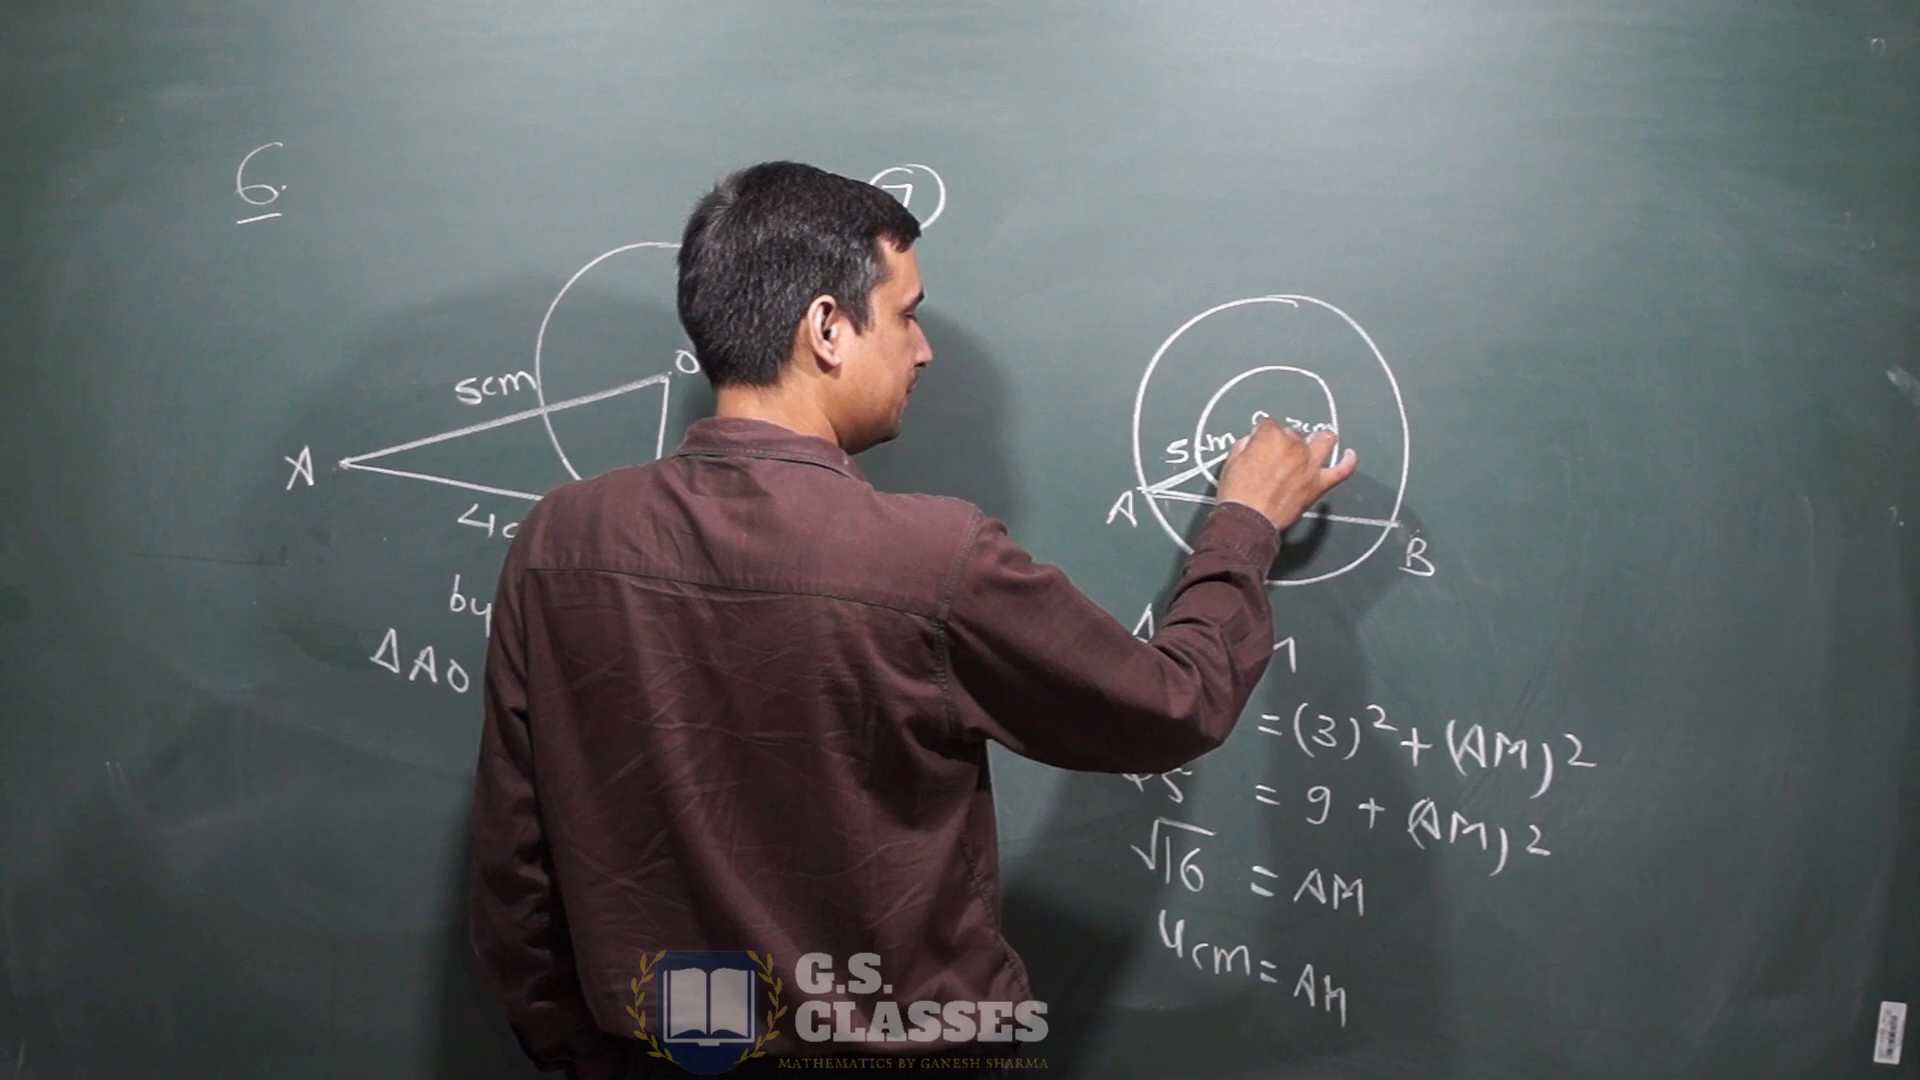 6.
7
5cm
O
A
4c
by
ΔAO
5cm
3cm
A
B
= (3)² + (AM)²
= 9 + (AM)²
√16 = AM
4cm = AM
G.S.
CLASSES
MATHEMATICS BY GANESH SHARMA